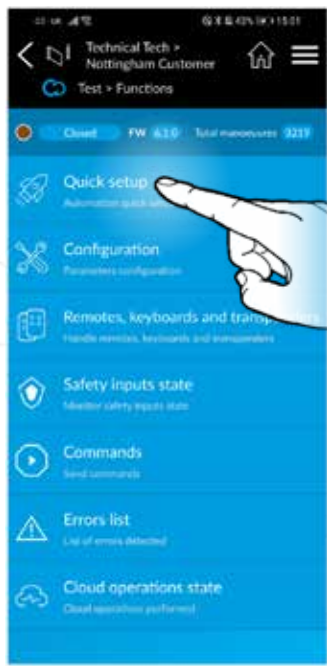 15:01
Technical Tech >
Nottingham Customer
Test > Functions
Closed FW 6.1.0 Total manoeuvres 3219
Quick setup
Automation quick
Configuration
Parameters configuration
Remotes, keyboards and
Handle remotes, keyboards and transponders
Safety inputs state
Monitor safety inputs state
Commands
Send commands
Errors list
List of errors detected
Cloud operations state
Cloud operations performed